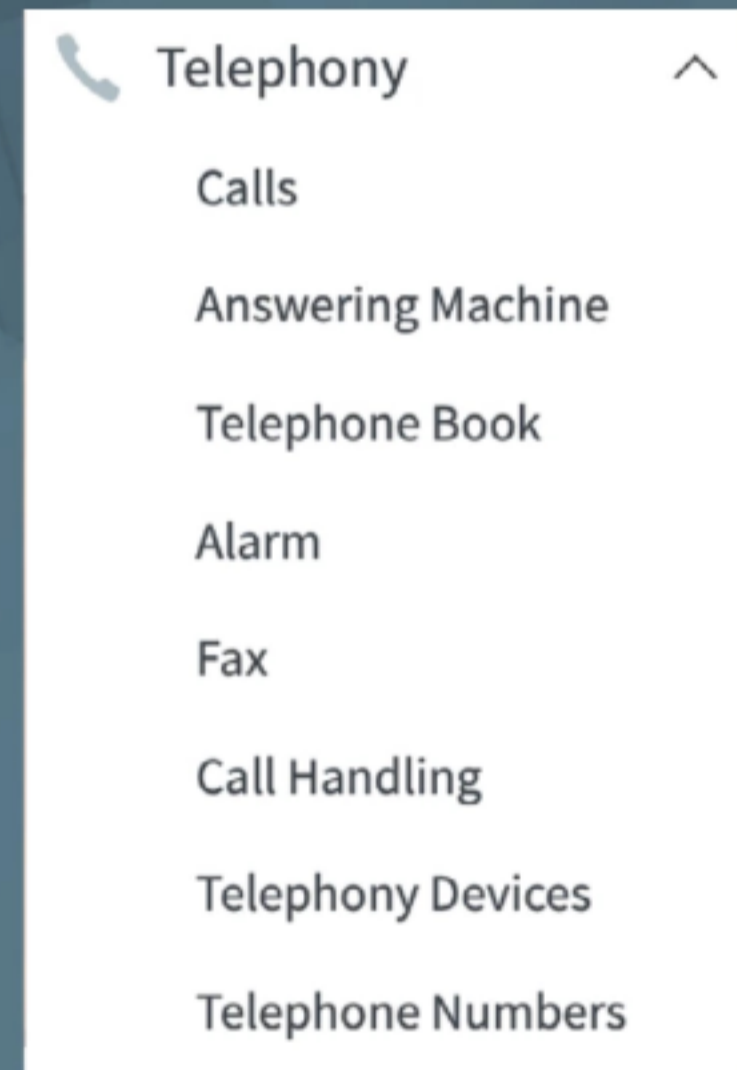 Telephony
Calls
Answering Machine
Telephone Book
Alarm
Fax
Call Handling
Telephony Devices
Telephone Numbers